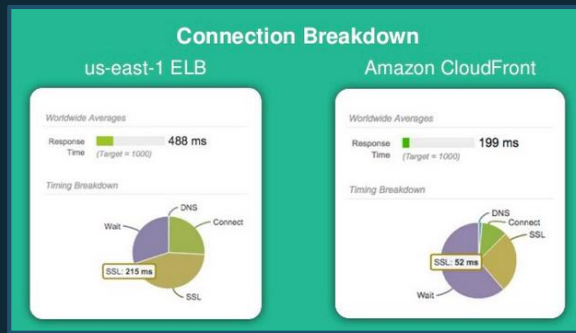 Connection Breakdown
us-east-1 ELB
Worldwide Averages
Response Time 488 ms
(Target = 1000)
Timing Breakdown
DNS
Wait
Connect
SSL: 215 ms
SSL
Amazon CloudFront
Worldwide Averages
Response Time 199 ms
(Target = 1000)
Timing Breakdown
DNS
Connect
SSL
SSL: 52 ms
Wait